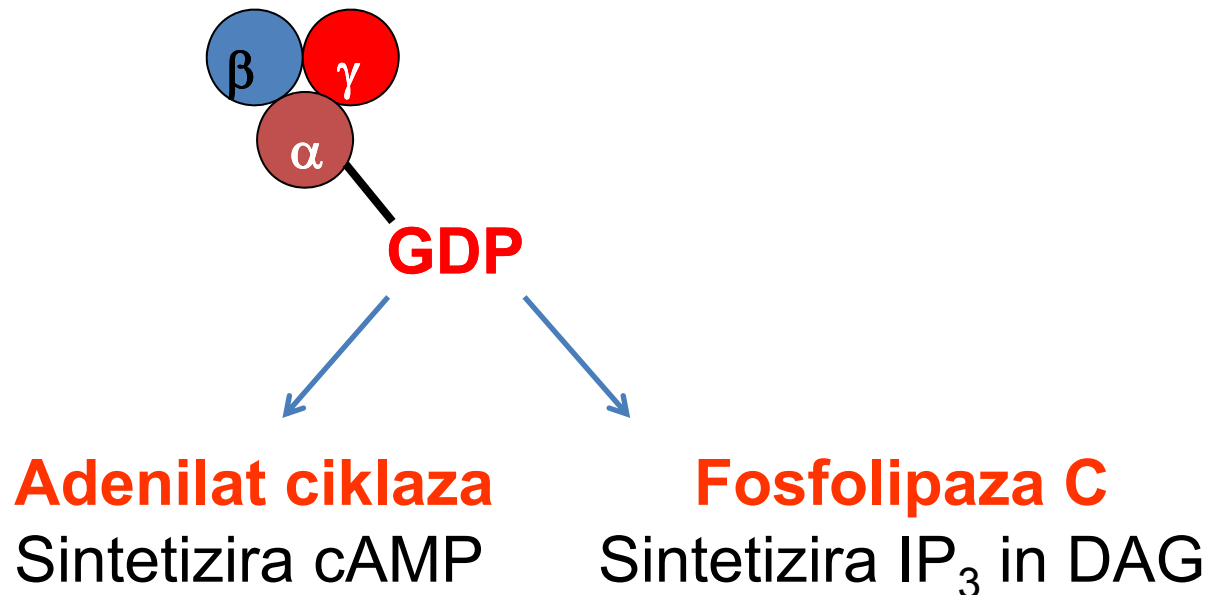 β γ
α
GDP
Adenilat ciklaza Fosfolipaza C
Sintetizira cAMP Sintetizira IP₃ in DAG